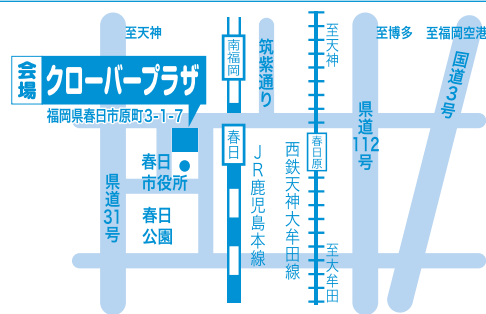 至天神
会場
クローバープラザ
福岡県春日市原町3-1-7
南福岡
筑紫通り
至天神
至博多
至福岡空港
国道3号
春日
春日原
県道112号
春日市役所
県道31号
春日公園
JR鹿児島本線
西鉄天神大牟田線
至大牟田